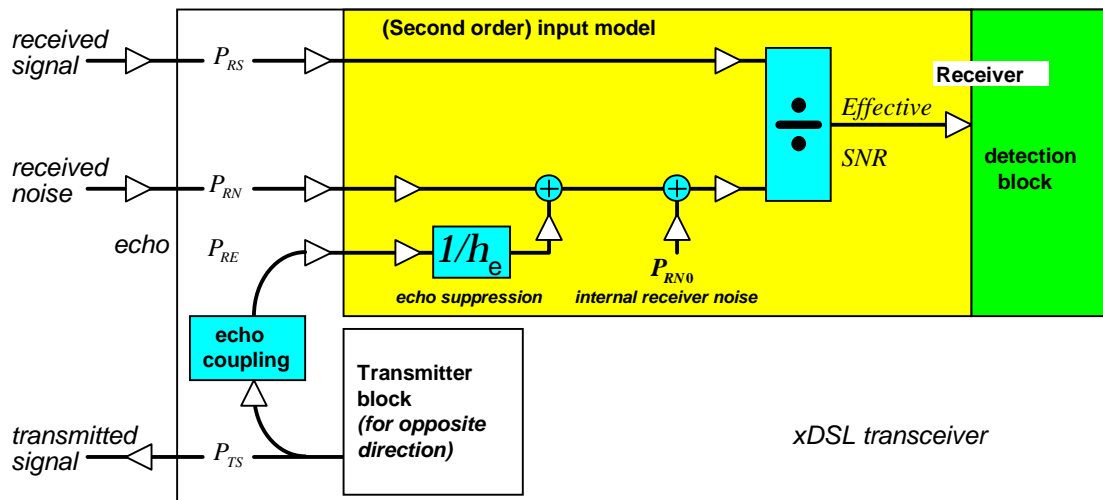 received
signal
P_RS
(Second order) input model
Receiver
Effective
SNR
÷
detection
block
received
noise
P_RN
+
+
echo
P_RE
1/h_e
echo suppression
P_RN0
internal receiver noise
echo
coupling
Transmitter
block
(for opposite
direction)
transmitted
signal
P_TS
xDSL transceiver